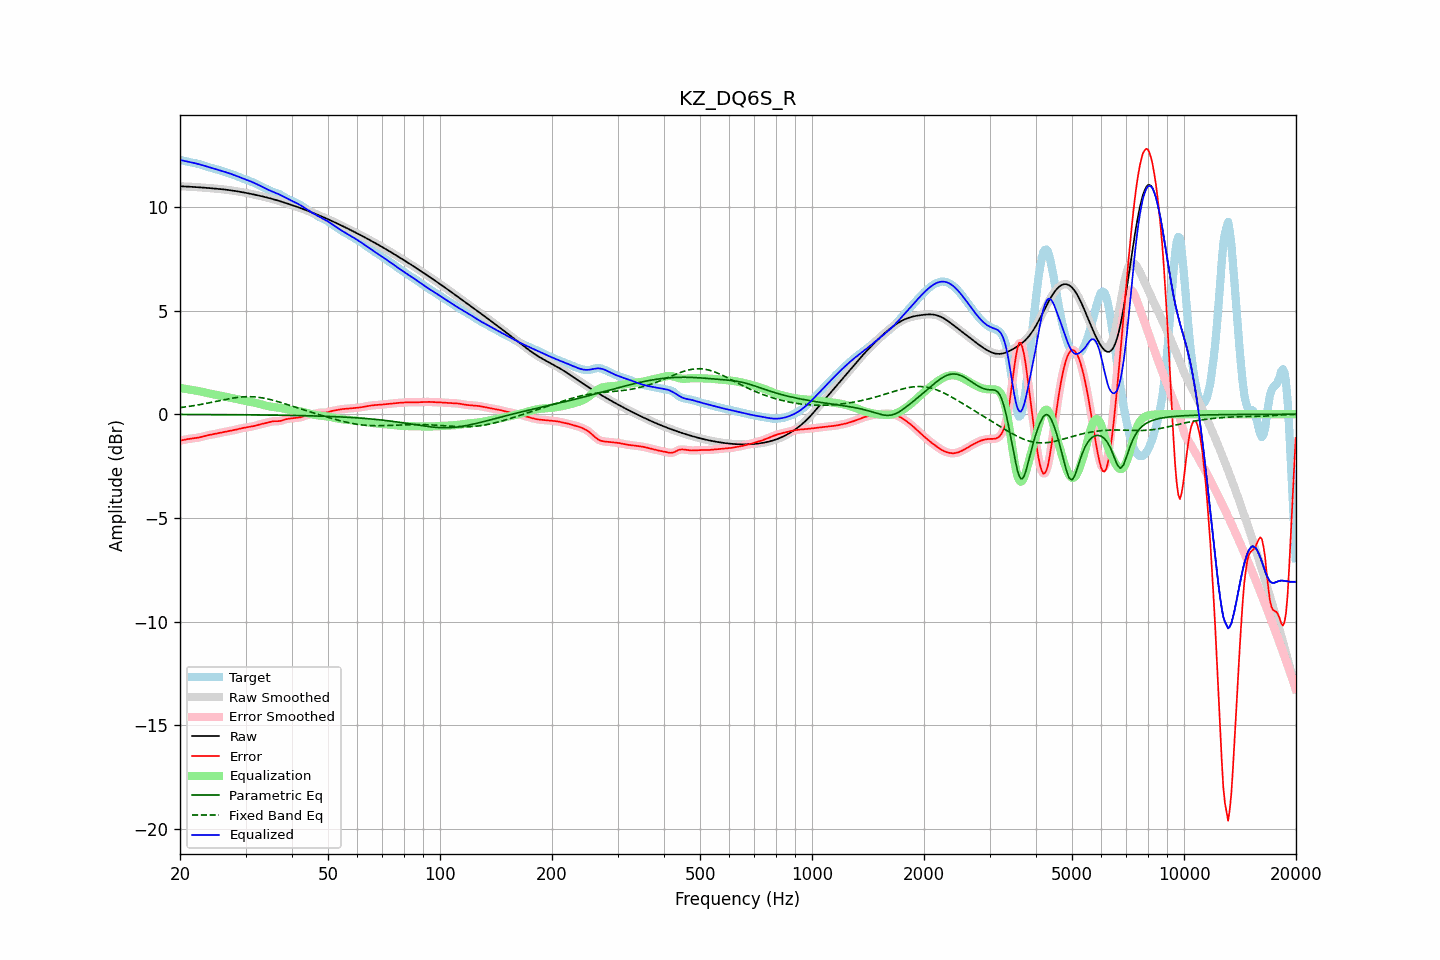 KZ_DQ6S_R
Amplitude (dBr)
10
5
0
−5
−10
−15
−20
Target
Raw Smoothed
Error Smoothed
Raw
Error
Equalization
Parametric Eq
Fixed Band Eq
Equalized
20 50 100 200 500 1000 2000 5000 10000 20000
Frequency (Hz)